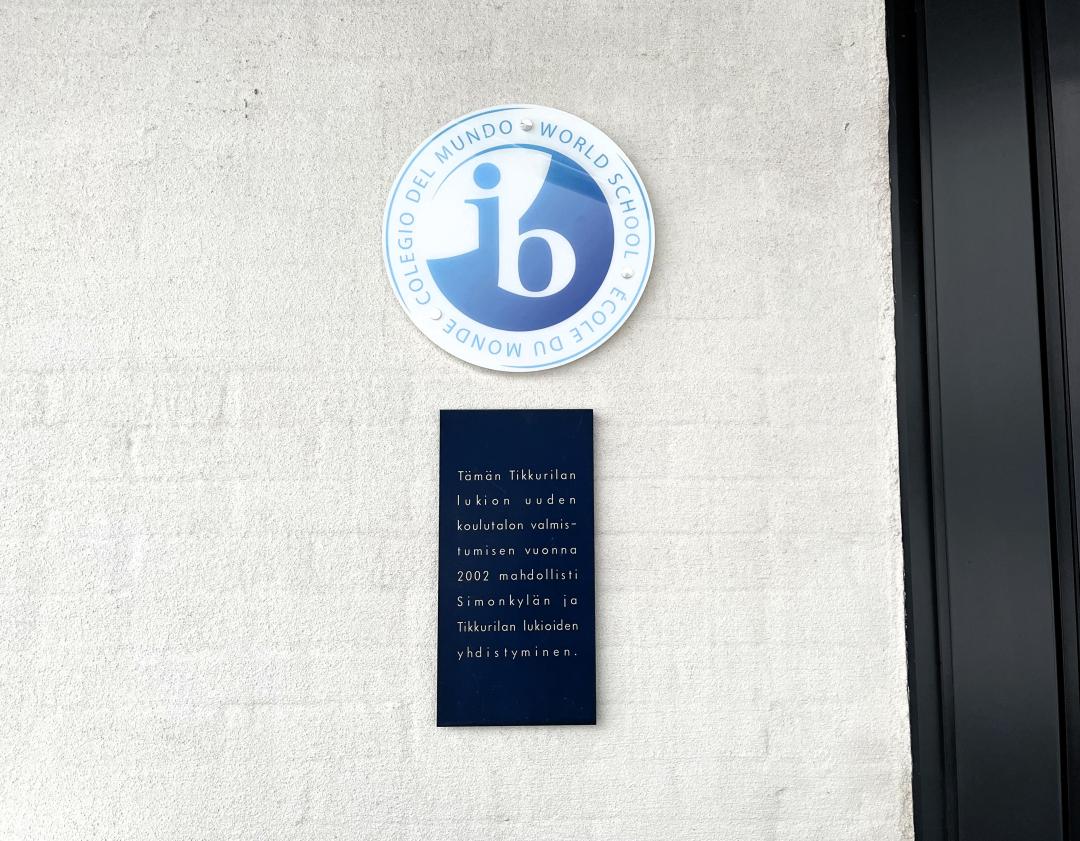 COLEGIO DEL MUNDO • WORLD SCHOOL • ÉCOLE DU MONDE
ib
Tämän Tikkurilan
lukion uuden
koulutalon valmis-
tumisen vuonna
2002 mahdollisti
Simonkylän ja
Tikkurilan lukioiden
yhdistyminen.